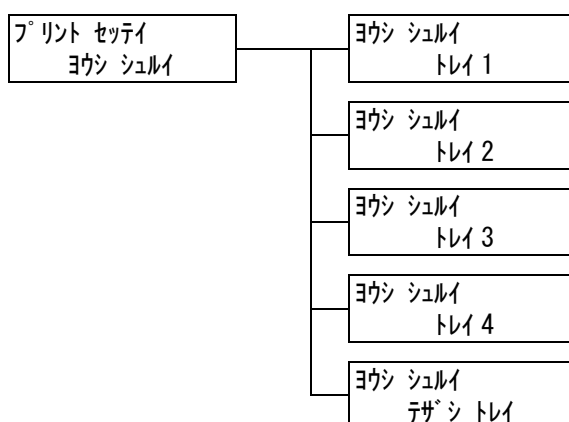 ﾌﾟﾘﾝﾄ ｾｯﾃｲ
ﾖｳｼ ｼｭﾙｲ
ﾖｳｼ ｼｭﾙｲ
ﾄﾚｲ 1
ﾖｳｼ ｼｭﾙｲ
ﾄﾚｲ 2
ﾖｳｼ ｼｭﾙｲ
ﾄﾚｲ 3
ﾖｳｼ ｼｭﾙｲ
ﾄﾚｲ 4
ﾖｳｼ ｼｭﾙｲ
ﾃｻﾞｼ ﾄﾚｲ